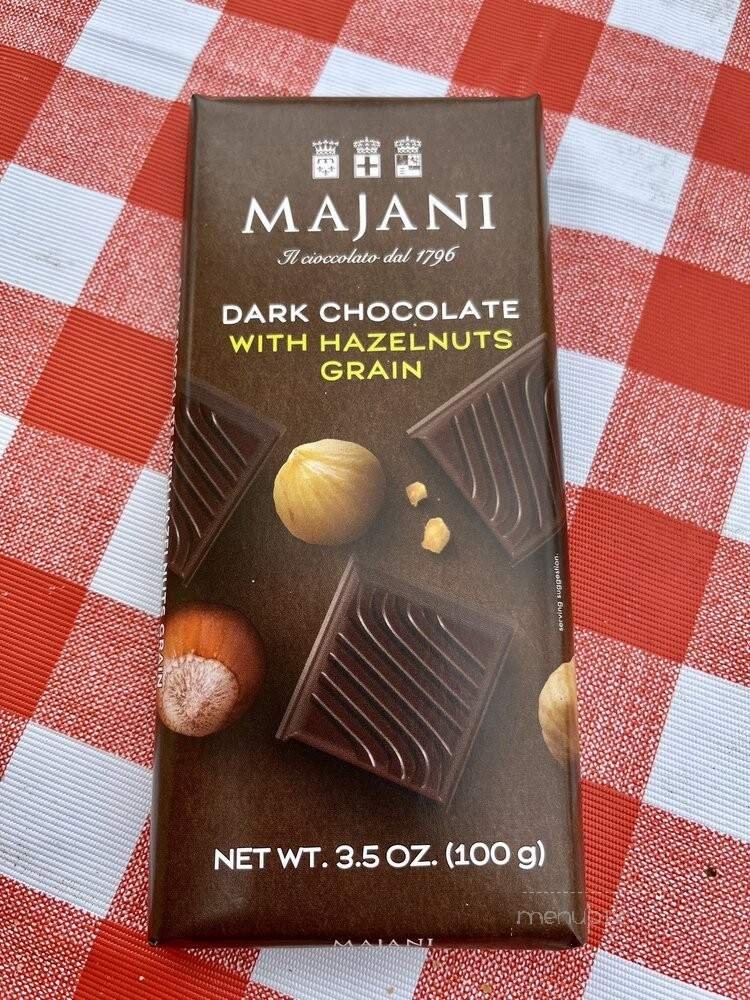 MAJANI
Il cioccolato dal 1796
DARK CHOCOLATE
WITH HAZELNUTS
GRAIN
serving suggestion.
NET WT. 3.5 OZ. (100 g)
MAJANI